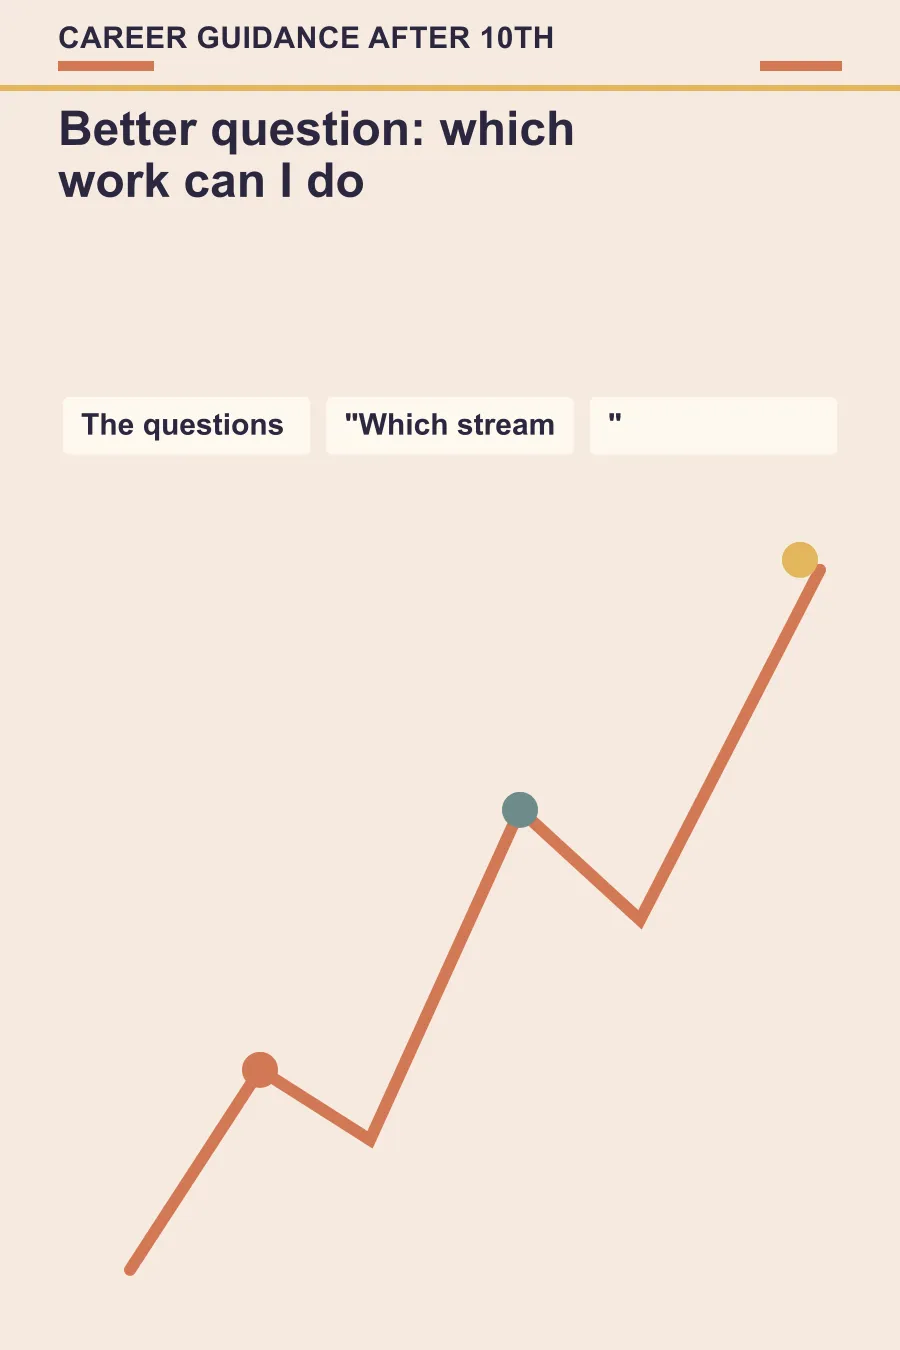 CAREER GUIDANCE AFTER 10TH
Better question: which
work can I do
The questions
"Which stream
"